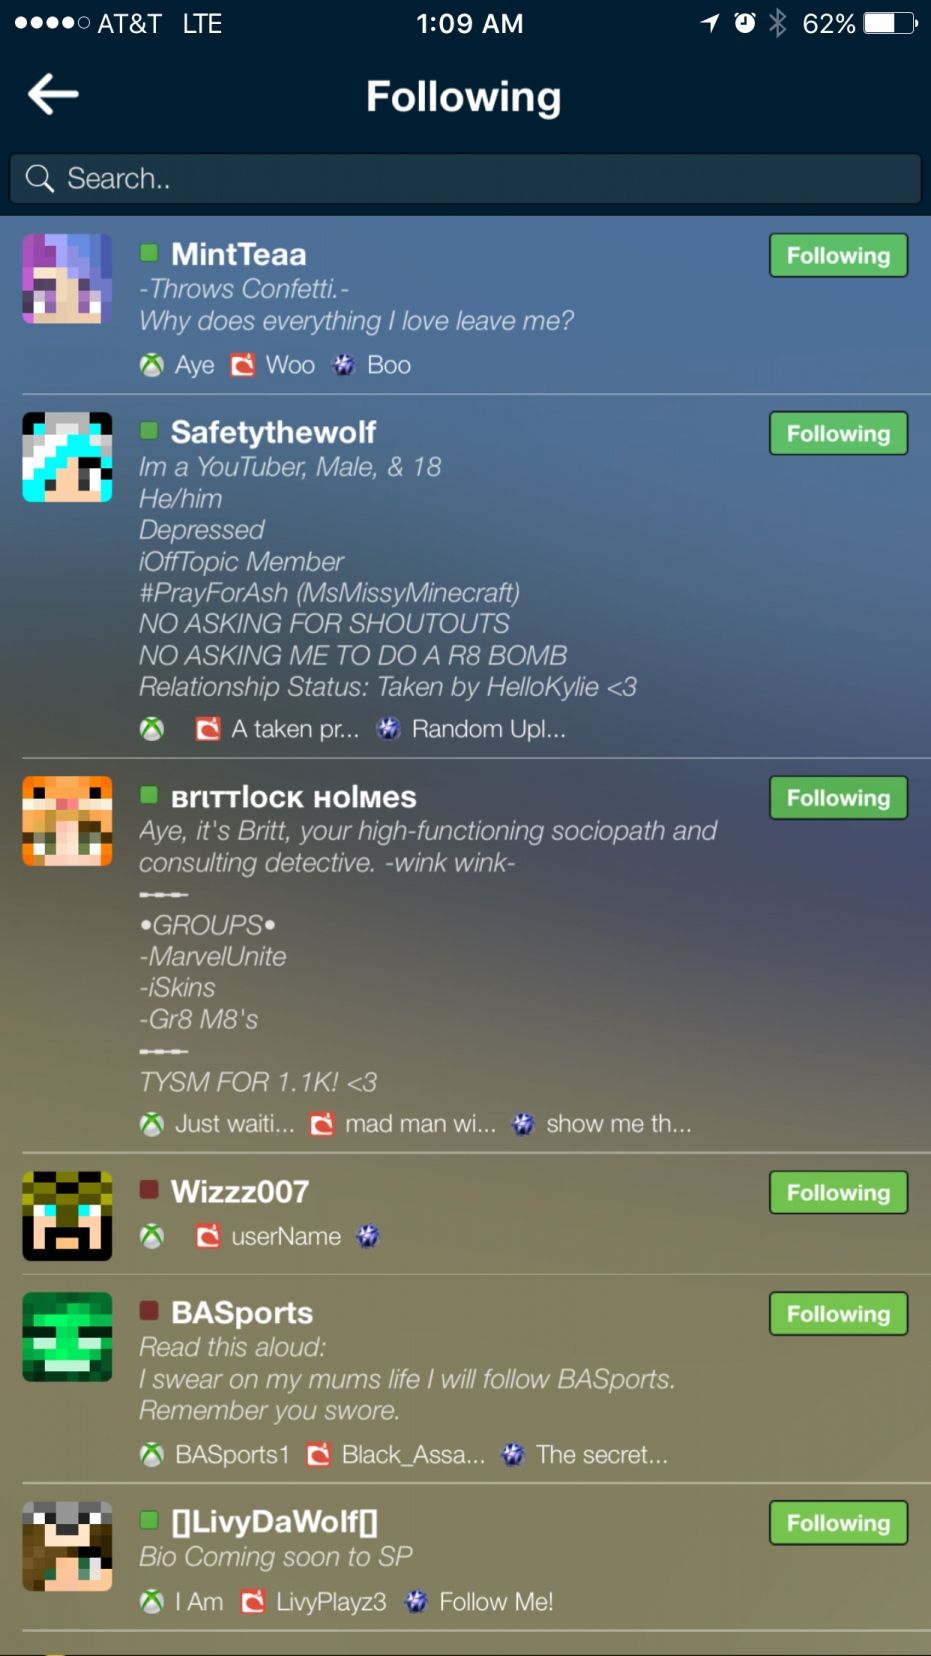 AT&T LTE 1:09 AM 62%
Following
Search..
MintTeaa Following
-Throws Confetti.-
Why does everything I love leave me?
Aye Woo Boo
Safetythewolf Following
Im a YouTuber, Male, & 18
He/him
Depressed
iOffTopic Member
#PrayForAsh (MsMissyMinecraft)
NO ASKING FOR SHOUTOUTS
NO ASKING ME TO DO A R8 BOMB
Relationship Status: Taken by HelloKylie <3
A taken pr... Random Upl...
вrιттlocĸ нolмeѕ Following
Aye, it's Britt, your high-functioning sociopath and
consulting detective. -wink wink-
•GROUPS•
-MarvelUnite
-iSkins
-Gr8 M8's
TYSM FOR 1.1K! <3
Just waiti... mad man wi... show me th...
Wizzz007 Following
userName
BASports Following
Read this aloud:
I swear on my mums life I will follow BASports.
Remember you swore.
BASports1 Black_Assa... The secret...
[]LivyDaWolf[] Following
Bio Coming soon to SP
I Am LivyPlayz3 Follow Me!